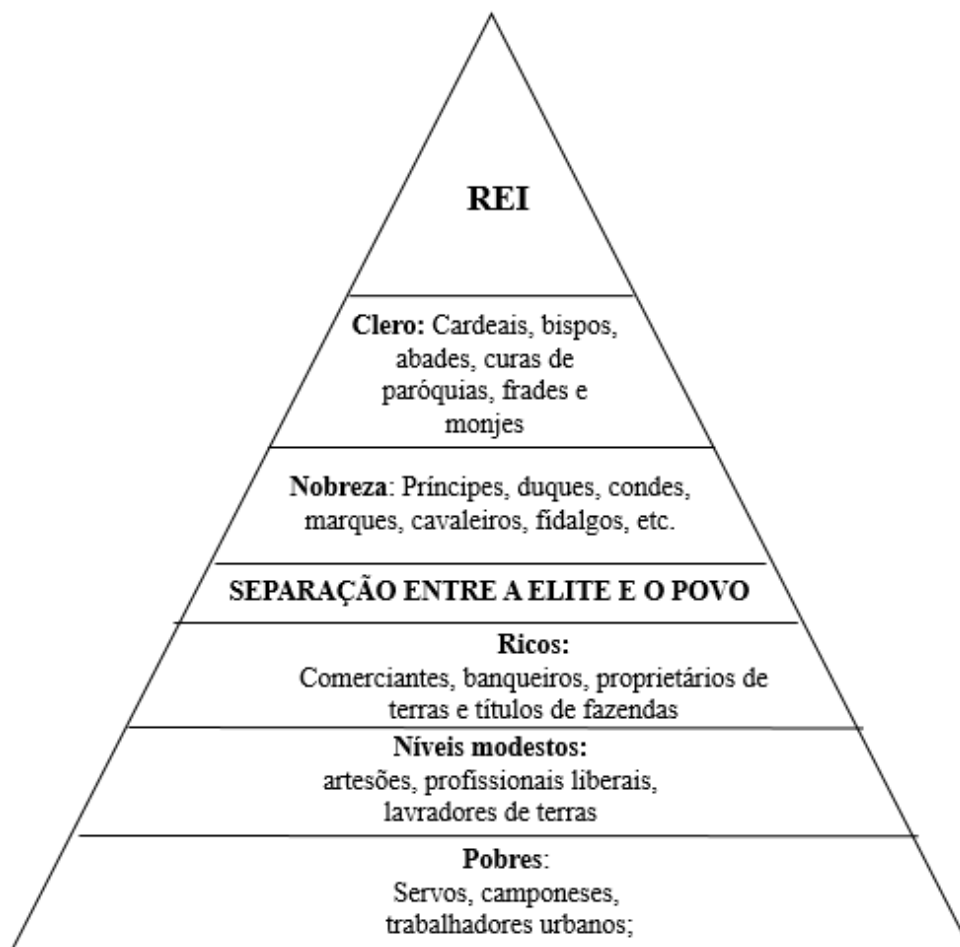 REI
Clero: Cardeais, bispos,
abades, curas de
paróquias, frades e
monjes
Nobreza: Príncipes, duques, condes,
marques, cavaleiros, fidalgos, etc.
SEPARAÇÃO ENTRE A ELITE E O POVO
Ricos:
Comerciantes, banqueiros, proprietários de
terras e títulos de fazendas
Níveis modestos:
artesões, profissionais liberais,
lavradores de terras
Pobres:
Servos, camponeses,
trabalhadores urbanos;